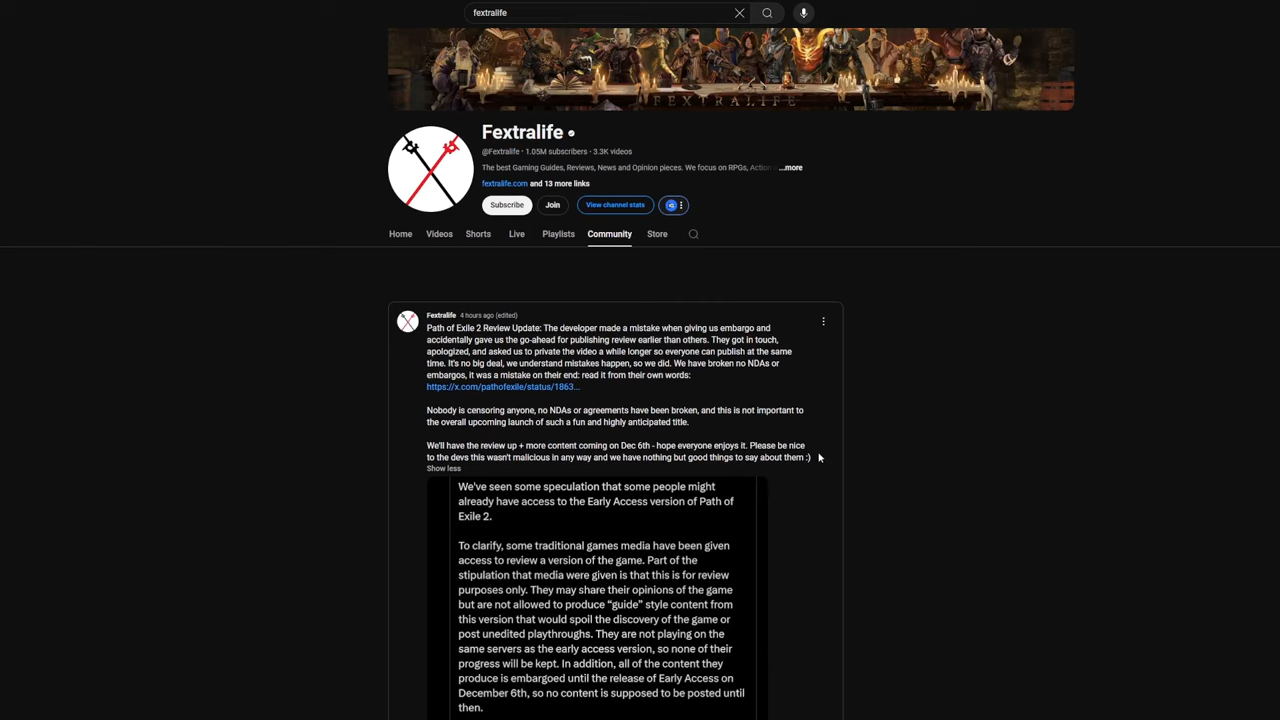 fextralife
FEXTRALIFE
Fextralife
@Fextralife · 1.05M subscribers · 3.3K videos
The best Gaming Guides, Reviews, News and Opinion pieces. We focus on RPGs, Action ...more
fextralife.com and 13 more links
Subscribe Join View channel stats
Home Videos Shorts Live Playlists Community Store
Fextralife 4 hours ago (edited)
Path of Exile 2 Review Update: The developer made a mistake when giving us embargo and
accidentally gave us the go-ahead for publishing review earlier than others. They got in touch,
apologized, and asked us to private the video a while longer so everyone can publish at the same
time. It's no big deal, we understand mistakes happen, so we did. We have broken no NDAs or
embargos, it was a mistake on their end: read it from their own words:
https://x.com/pathofexile/status/1863...
Nobody is censoring anyone, no NDAs or agreements have been broken, and this is not important to
the overall upcoming launch of such a fun and highly anticipated title.
We'll have the review up + more content coming on Dec 6th - hope everyone enjoys it. Please be nice
to the devs this wasn't malicious in any way and we have nothing but good things to say about them :)
Show less
We've seen some speculation that some people might
already have access to the Early Access version of Path of
Exile 2.
To clarify, some traditional games media have been given
access to review a version of the game. Part of the
stipulation that media were given is that this is for review
purposes only. They may share their opinions of the game
but are not allowed to produce “guide” style content from
this version that would spoil the discovery of the game or
post unedited playthroughs. They are not playing on the
same servers as the early access version, so none of their
progress will be kept. In addition, all of the content they
produce is embargoed until the release of Early Access on
December 6th, so no content is supposed to be posted until
then.